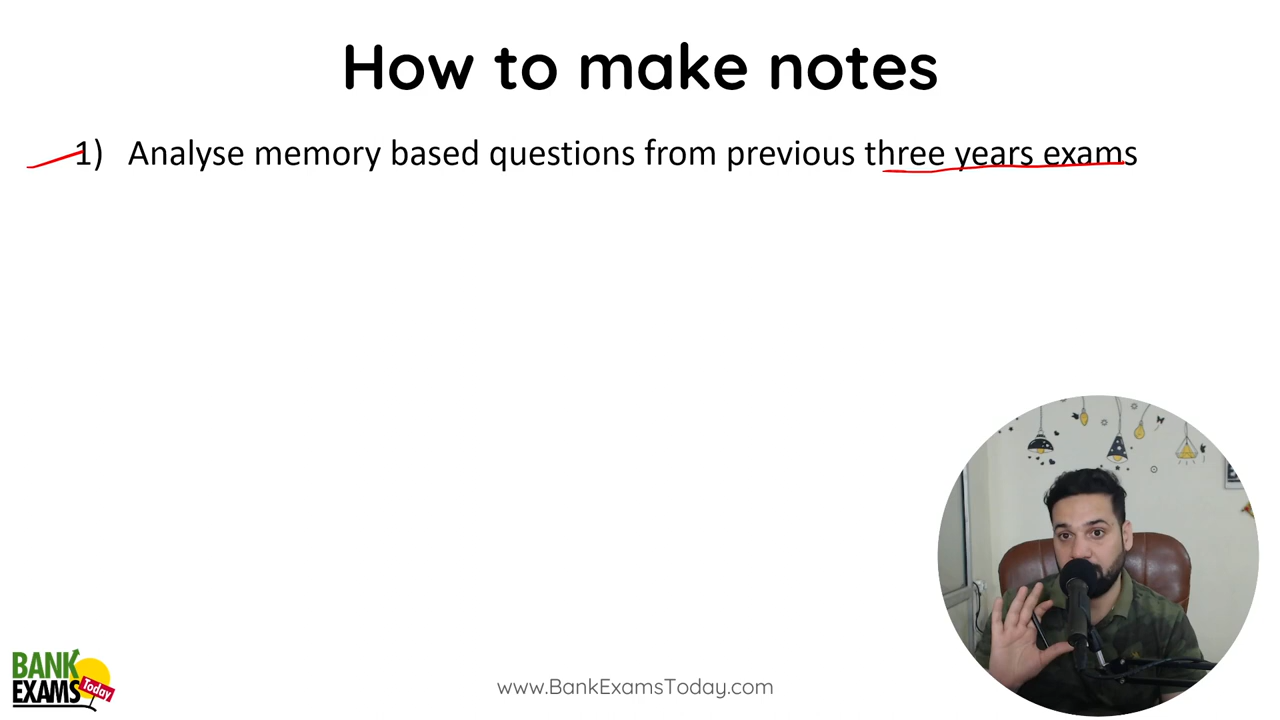 How to make notes
1) Analyse memory based questions from previous three years exams
BANK
EXAMS
Today
www.BankExamsToday.com